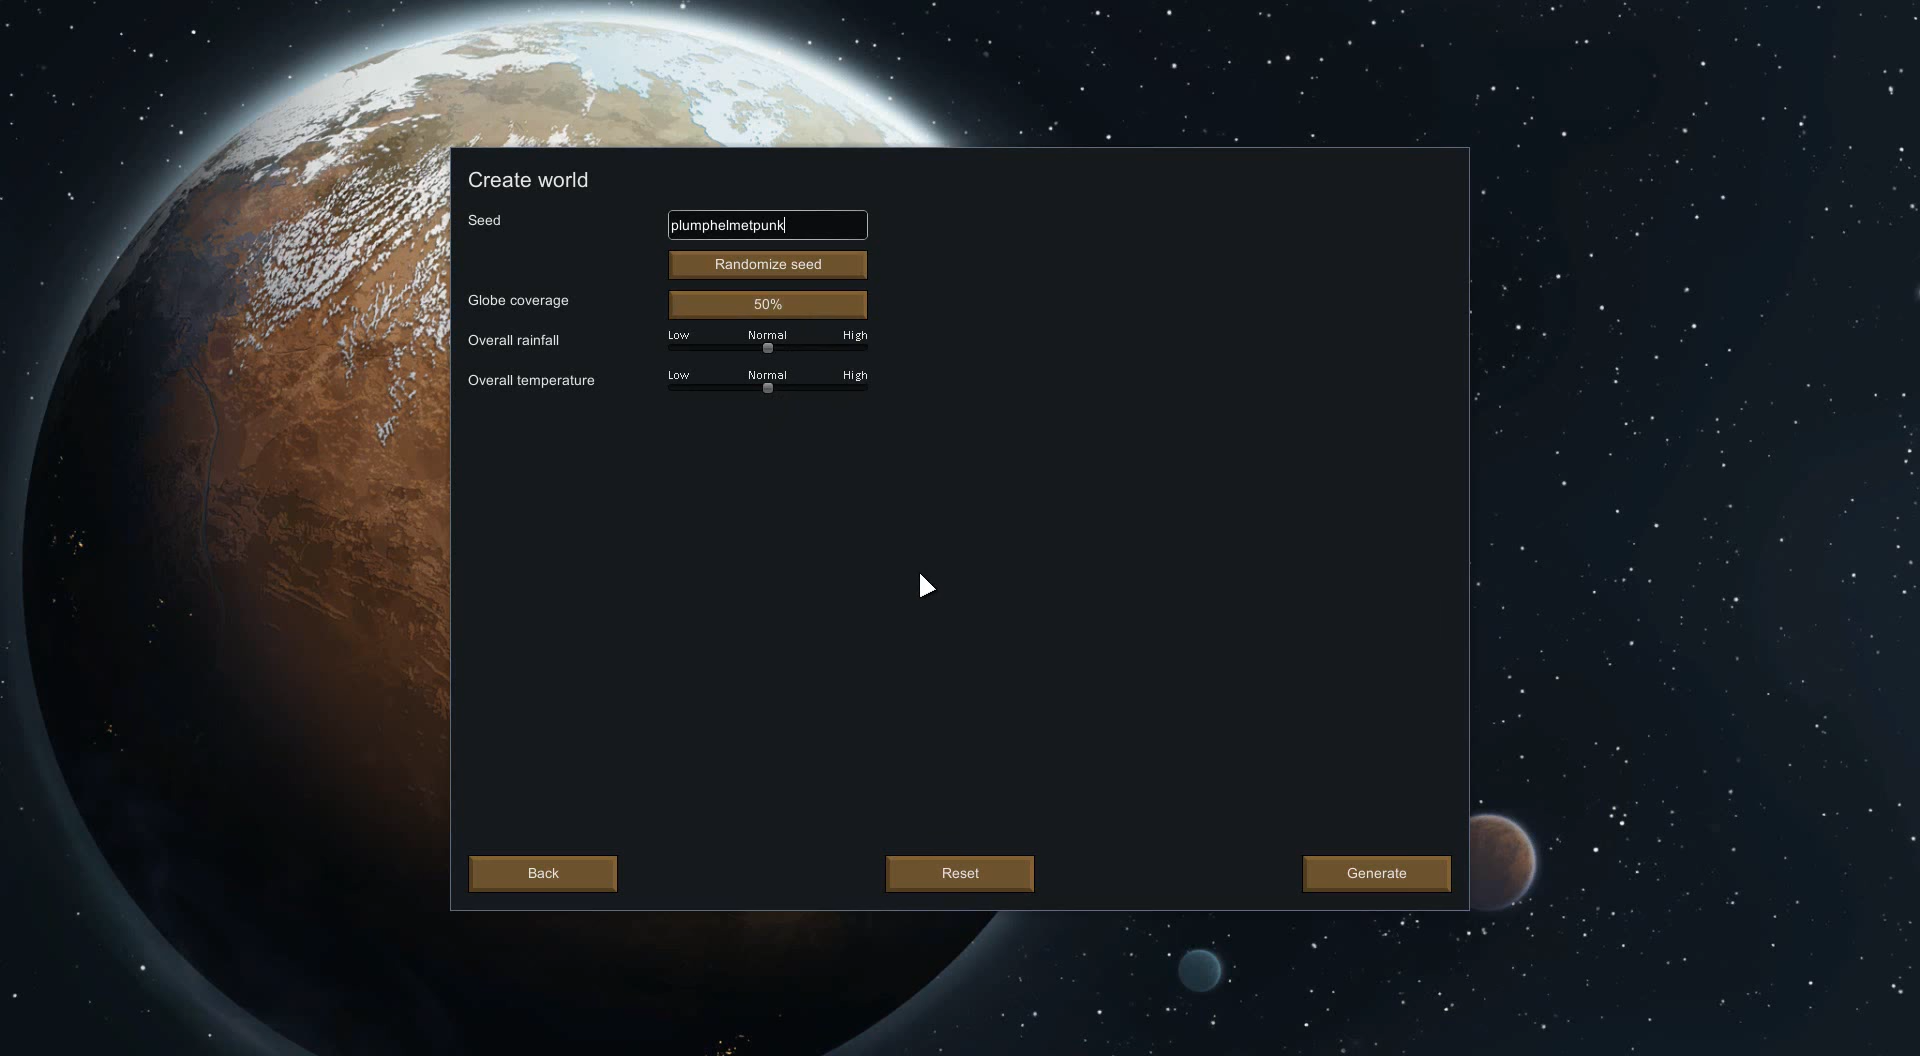 Create world
Seed
plumphelmetpunk
Randomize seed
Globe coverage
50%
Low Normal High
Overall rainfall
Low Normal High
Overall temperature
Back
Reset
Generate